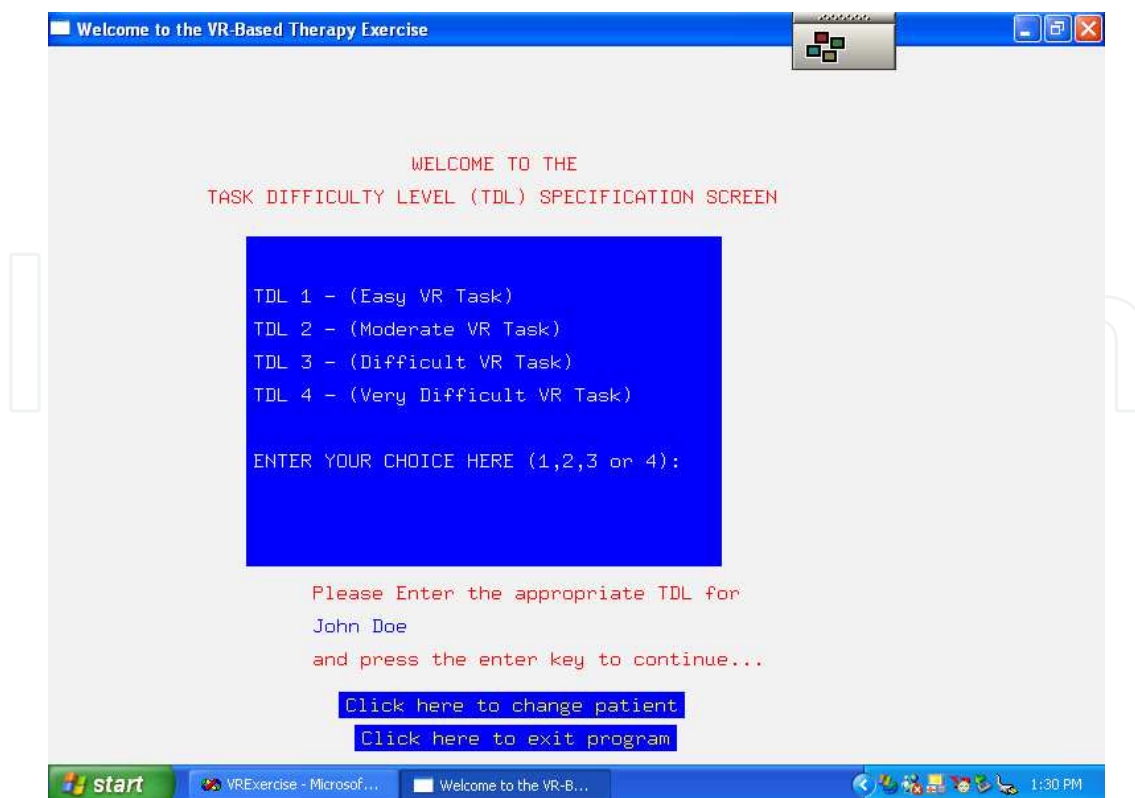 Welcome to the VR-Based Therapy Exercise
WELCOME TO THE
TASK DIFFICULTY LEVEL (TDL) SPECIFICATION SCREEN
TDL 1 - (Easy VR Task)
TDL 2 - (Moderate VR Task)
TDL 3 - (Difficult VR Task)
TDL 4 - (Very Difficult VR Task)
ENTER YOUR CHOICE HERE (1,2,3 or 4):
Please Enter the appropriate TDL for
John Doe
and press the enter key to continue...
Click here to change patient
Click here to exit program
start VRExercise - Microsof... Welcome to the VR-B... 1:30 PM